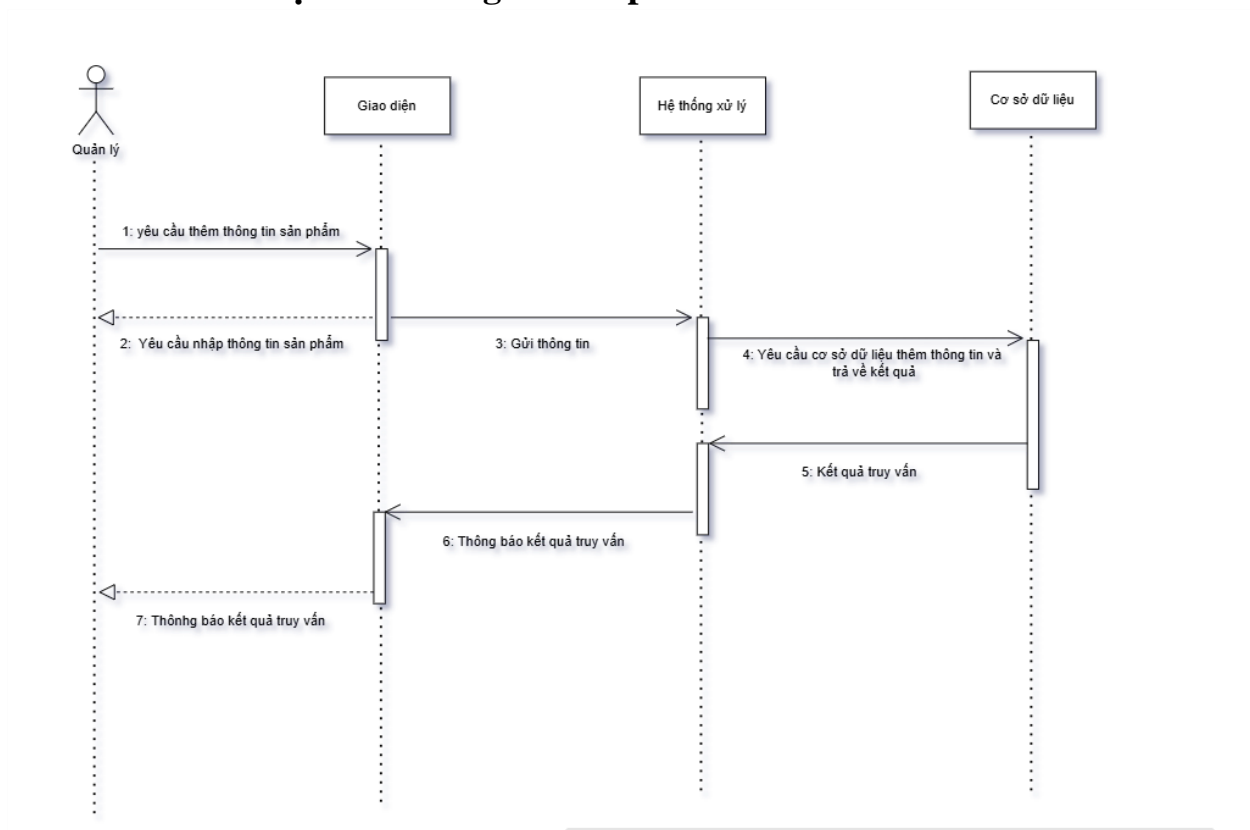 Quản lý
Giao diện
Hệ thống xử lý
Cơ sở dữ liệu
1: yêu cầu thêm thông tin sản phẩm
2: Yêu cầu nhập thông tin sản phẩm
3: Gửi thông tin
4: Yêu cầu cơ sở dữ liệu thêm thông tin và
trả về kết quả
5: Kết quả truy vấn
6: Thông báo kết quả truy vấn
7: Thônhg báo kết quả truy vấn